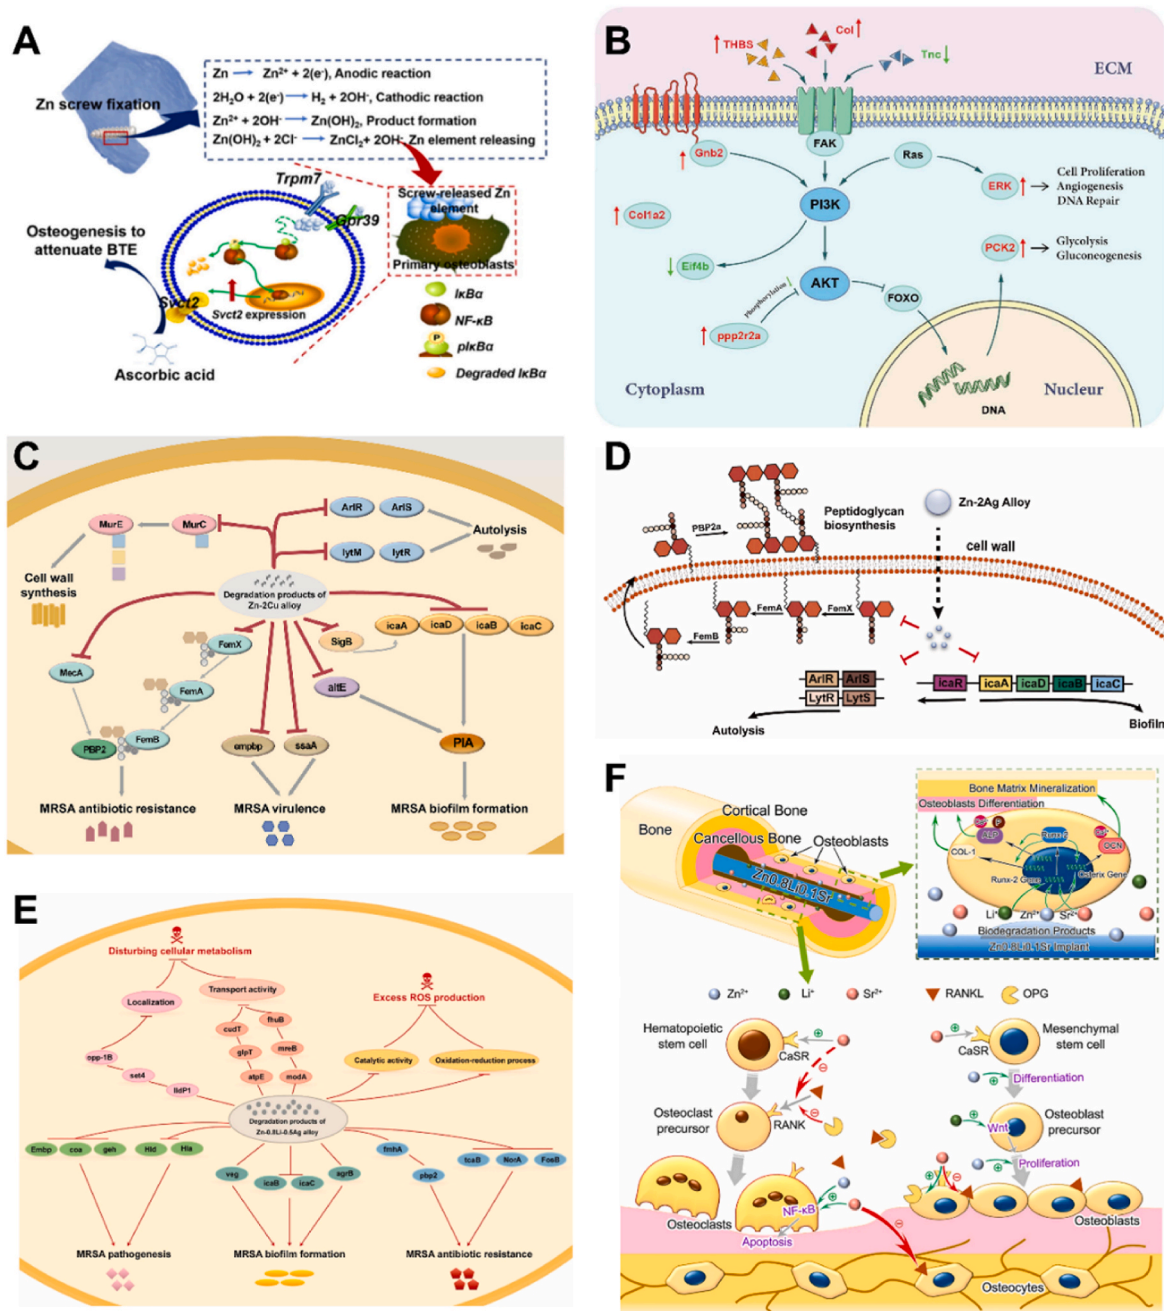 A
Zn screw fixation
Zn → Zn²⁺ + 2(e⁻), Anodic reaction
2H₂O + 2(e⁻) → H₂ + 2OH⁻, Cathodic reaction
Zn²⁺ + 2OH⁻ → Zn(OH)₂, Product formation
Zn(OH)₂ + 2Cl⁻ → ZnCl₂+ 2OH⁻, Zn element releasing
Trpm7
Gpr39
Screw-released Zn
element
Primary osteoblasts
Osteogenesis to
attenuate BTE
P
Svct2
Svct2 expression
Ascorbic acid
IκBα
NF-κB
P
pIκBα
Degraded IκBα
B
THBS
Col
Tnc
ECM
FAK
Gnb2
Ras
ERK
Cell Proliferation
Angiogenesis
DNA Repair
PI3K
Col1a2
PCK2
Glycolysis
Gluconeogenesis
Eif4b
AKT
FOXO
Phosphorylation
ppp2r2a
Cytoplasm
Nucleur
DNA
C
MurE
MurC
ArlR
ArlS
Autolysis
lytM
lytR
Cell wall
synthesis
Degradation products of
Zn-2Cu alloy
icaA
icaD
icaB
icaC
SigB
FemX
MecA
FemA
altE
PBP2
FemB
empbp
ssaA
PIA
MRSA antibiotic resistance
MRSA virulence
MRSA biofilm formation
D
PBP2a
Peptidoglycan
biosynthesis
Zn-2Ag Alloy
cell wall
FemA
FemX
FemB
ArlR
ArlS
LytR
LytS
icaR
icaA
icaD
icaB
icaC
Autolysis
Biofilm
E
Disturbing cellular metabolism
Localization
Transport activity
Excess ROS production
cudT
fhuB
glpT
mreB
atpE
modA
opp-1B
set4
lldP1
Catalytic activity
Oxidation-reduction process
Degradation products of
Zn-0.8Li-0.5Ag alloy
Embp
coa
geh
Hld
Hla
fmhA
tcaB
NorA
FosB
veg
icaB
icaC
sgrB
pbp2
MRSA pathogenesis
MRSA biofilm formation
MRSA antibiotic resistance
F
Bone
Cortical Bone
Cancellous Bone
Osteoblasts
Zn0.8Li0.1Sr
Bone Matrix Mineralization
Osteoblasts Differentiation
P
ALP
Runx-2
OCN
COL-1
Runx-2 Gene
Osterix Gene
Li⁺
Zn²⁺
Sr²⁺
Biodegradation Products
Zn0.8Li0.1Sr Implant
Zn²⁺
Li⁺
Sr²⁺
RANKL
OPG
Hematopoietic
stem cell
CaSR
CaSR
Mesenchymal
stem cell
Differentiation
Osteoclast
precursor
RANK
Wnt
Osteoblast
precursor
Proliferation
NF-κB
Osteoclasts
Apoptosis
Osteoblasts
Osteocytes